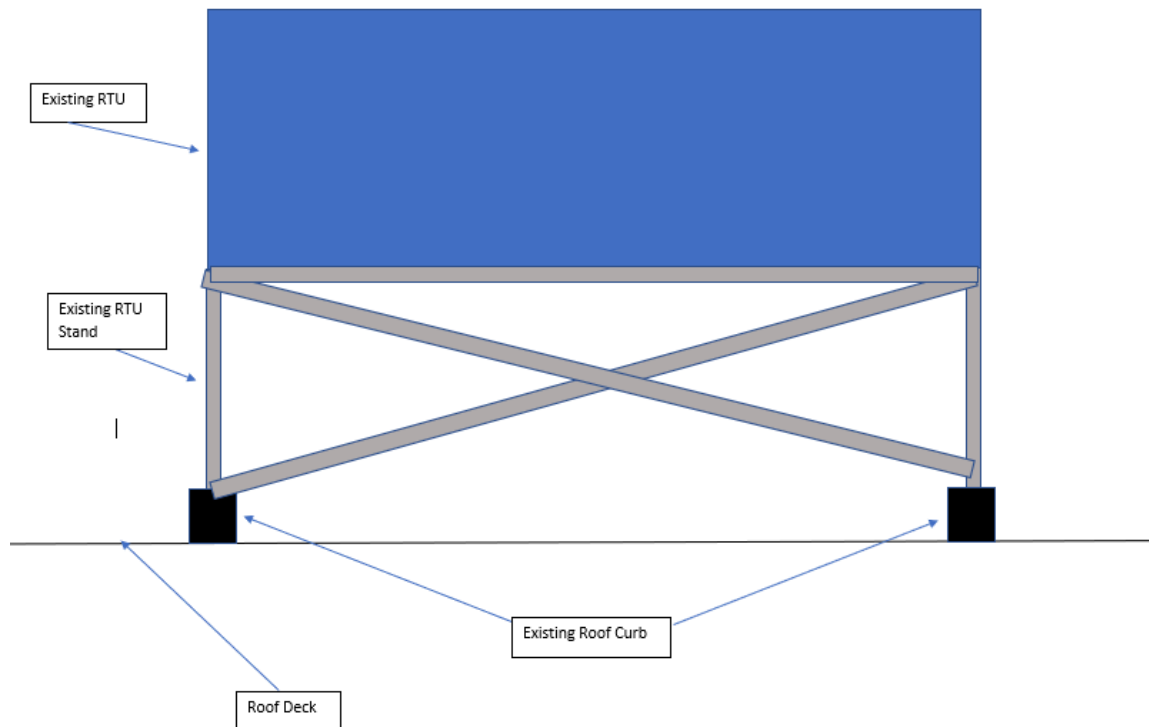 Existing RTU
Existing RTU
Stand
Existing Roof Curb
Roof Deck